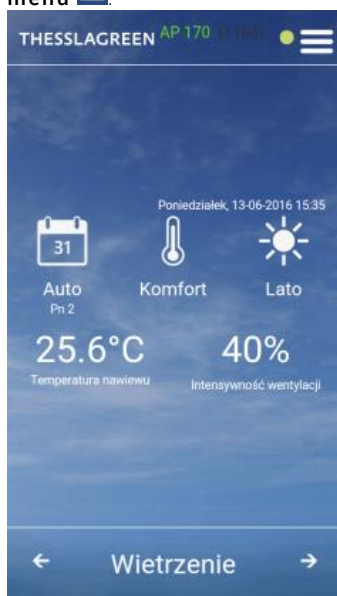 menu
THESSLAGREEN AP 170
Poniedziałek, 13-06-2016 15:35
31
Auto Komfort Lato
Pn 2
25.6°C 40%
Temperatura nawiewu Intensywność wentylacji
← Wietrzenie →